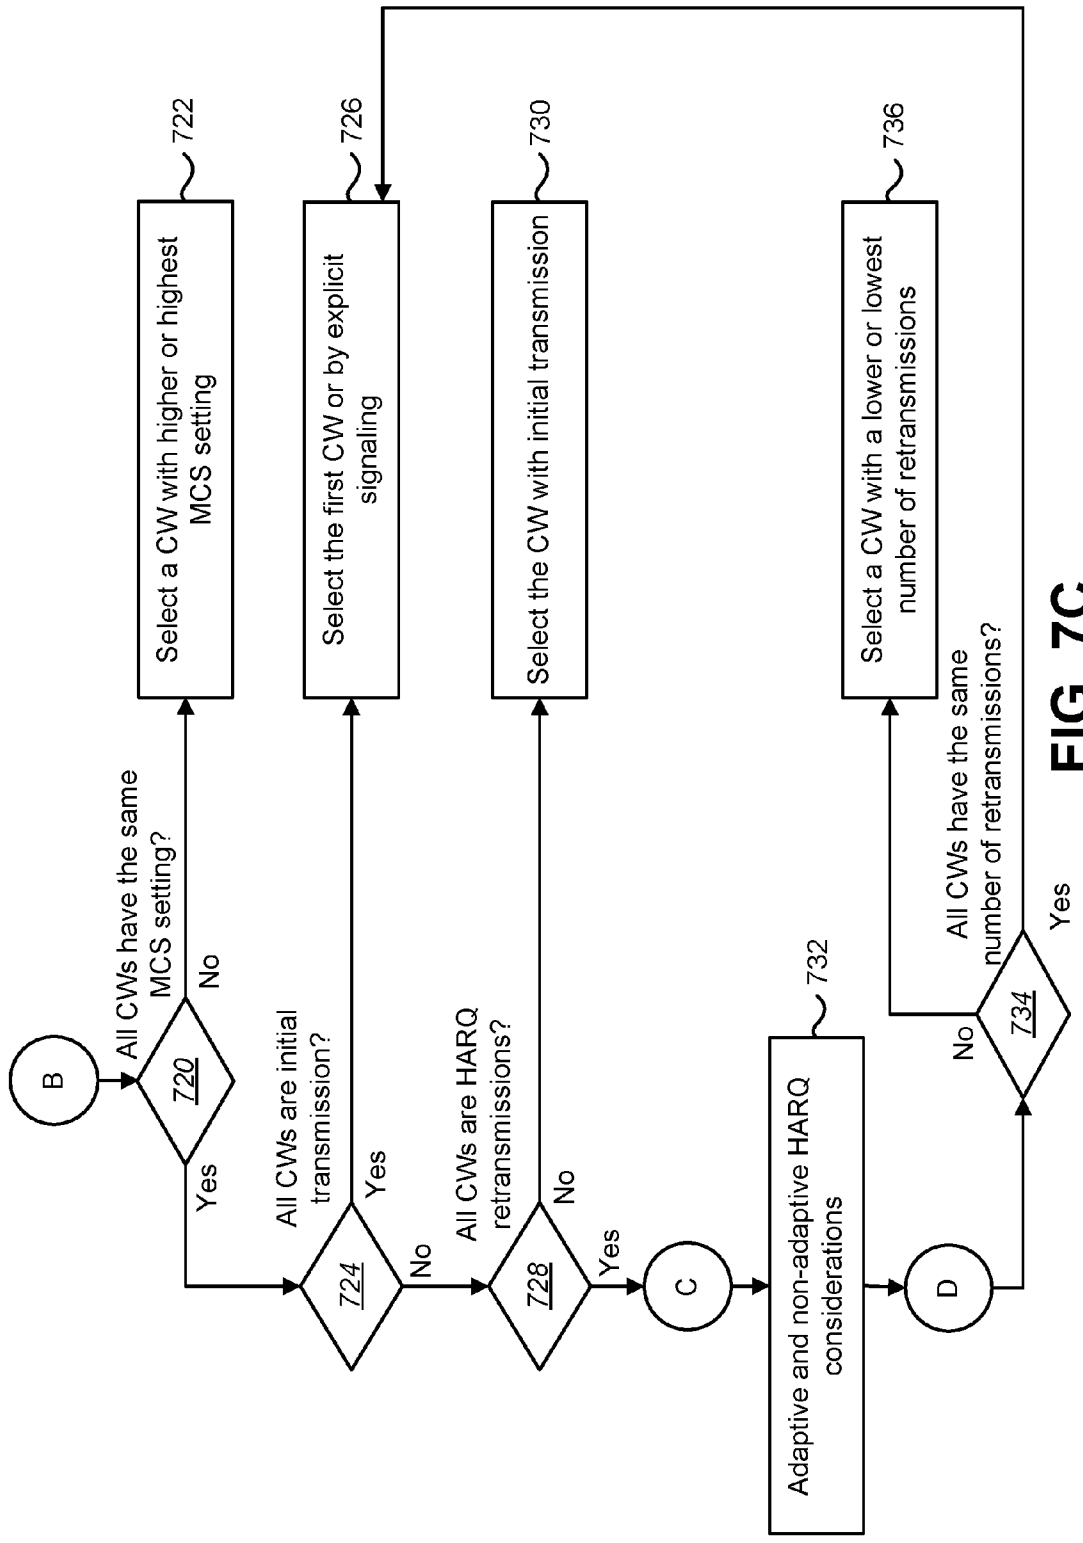 B
All CWs have the same
MCS setting?
720
No
Yes
Select a CW with higher or highest
MCS setting
722
All CWs are initial
transmission?
724
Yes
No
Select the first CW or by explicit
signaling
726
All CWs are HARQ
retransmissions?
728
No
Yes
Select the CW with initial transmission
730
C
Adaptive and non-adaptive HARQ
considerations
732
D
All CWs have the same
number of retransmissions?
734
No
Yes
Select a CW with a lower or lowest
number of retransmissions
736
FIG. 7C